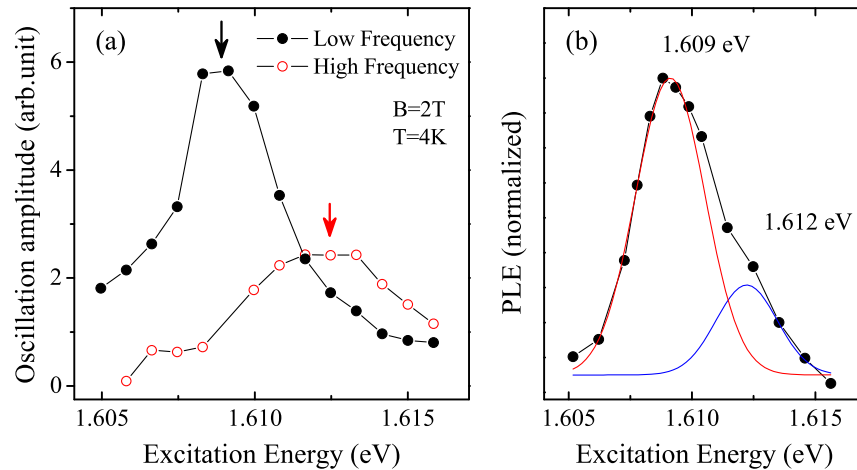 (a)
Low Frequency
High Frequency
B=2T
T=4K
6
4
2
0
Oscillation amplitude (arb.unit)
1.605
1.610
1.615
Excitation Energy (eV)
(b)
1.609 eV
1.612 eV
PLE (normalized)
1.605
1.610
1.615
Excitation Energy (eV)